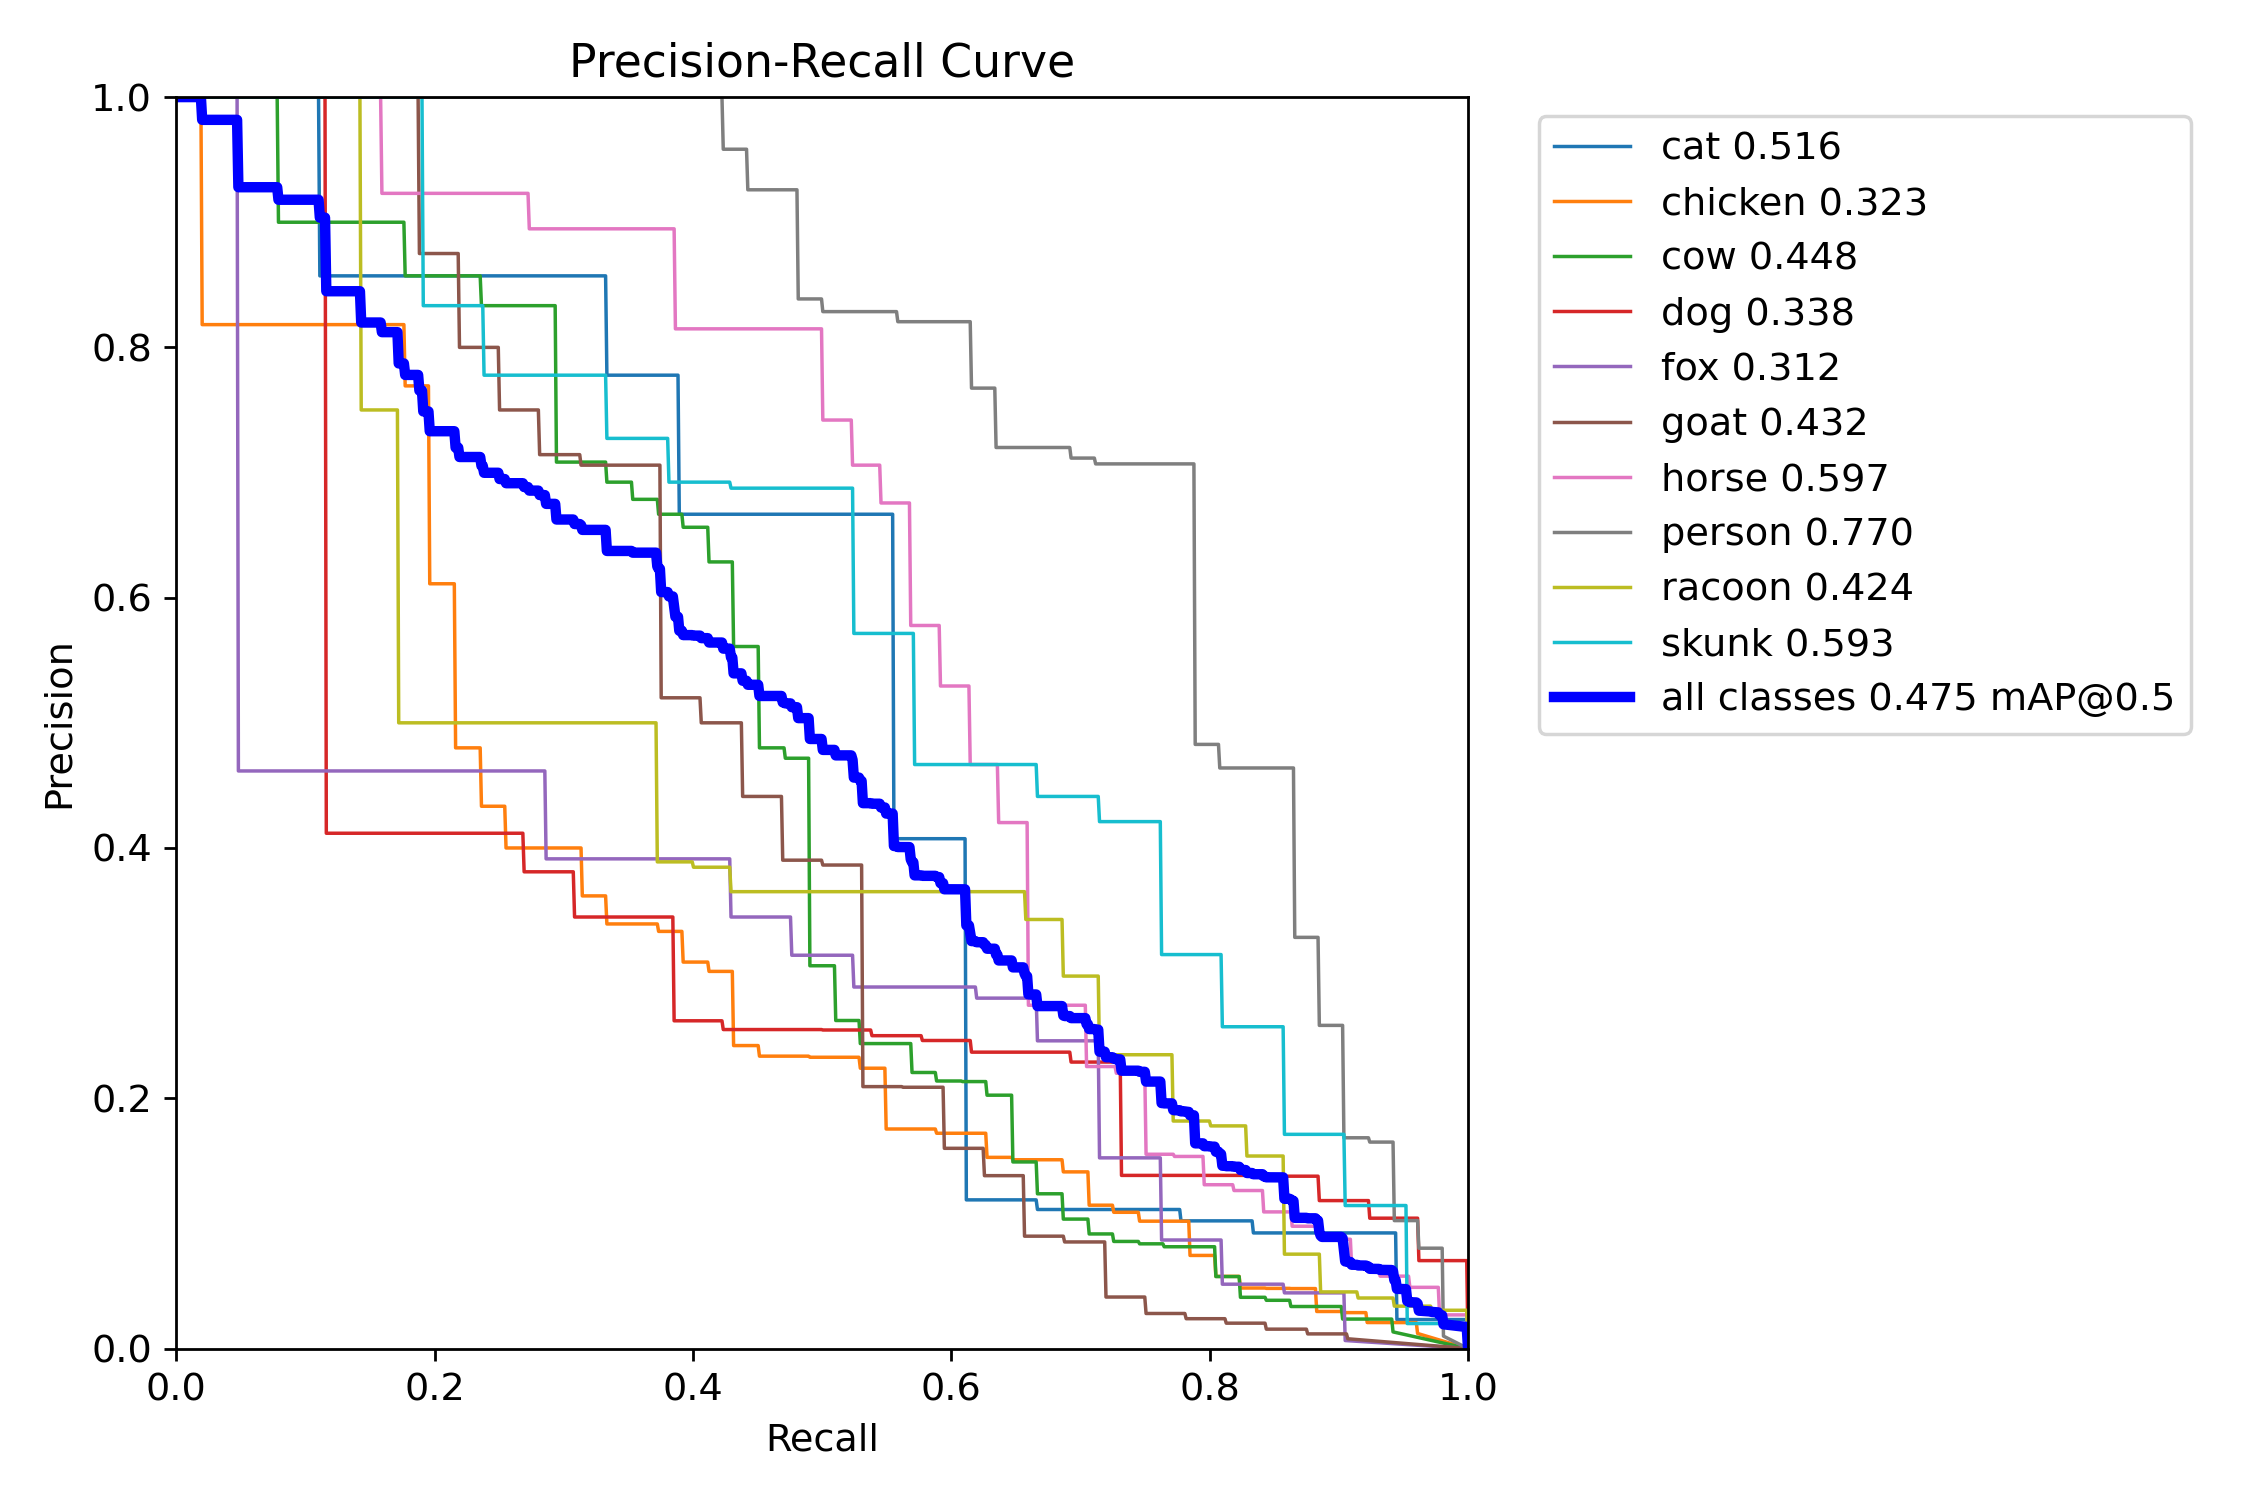 Precision-Recall Curve
1.0
0.8
0.6
0.4
0.2
0.0
Precision
0.0 0.2 0.4 0.6 0.8 1.0
Recall
cat 0.516
chicken 0.323
cow 0.448
dog 0.338
fox 0.312
goat 0.432
horse 0.597
person 0.770
racoon 0.424
skunk 0.593
all classes 0.475 mAP@0.5